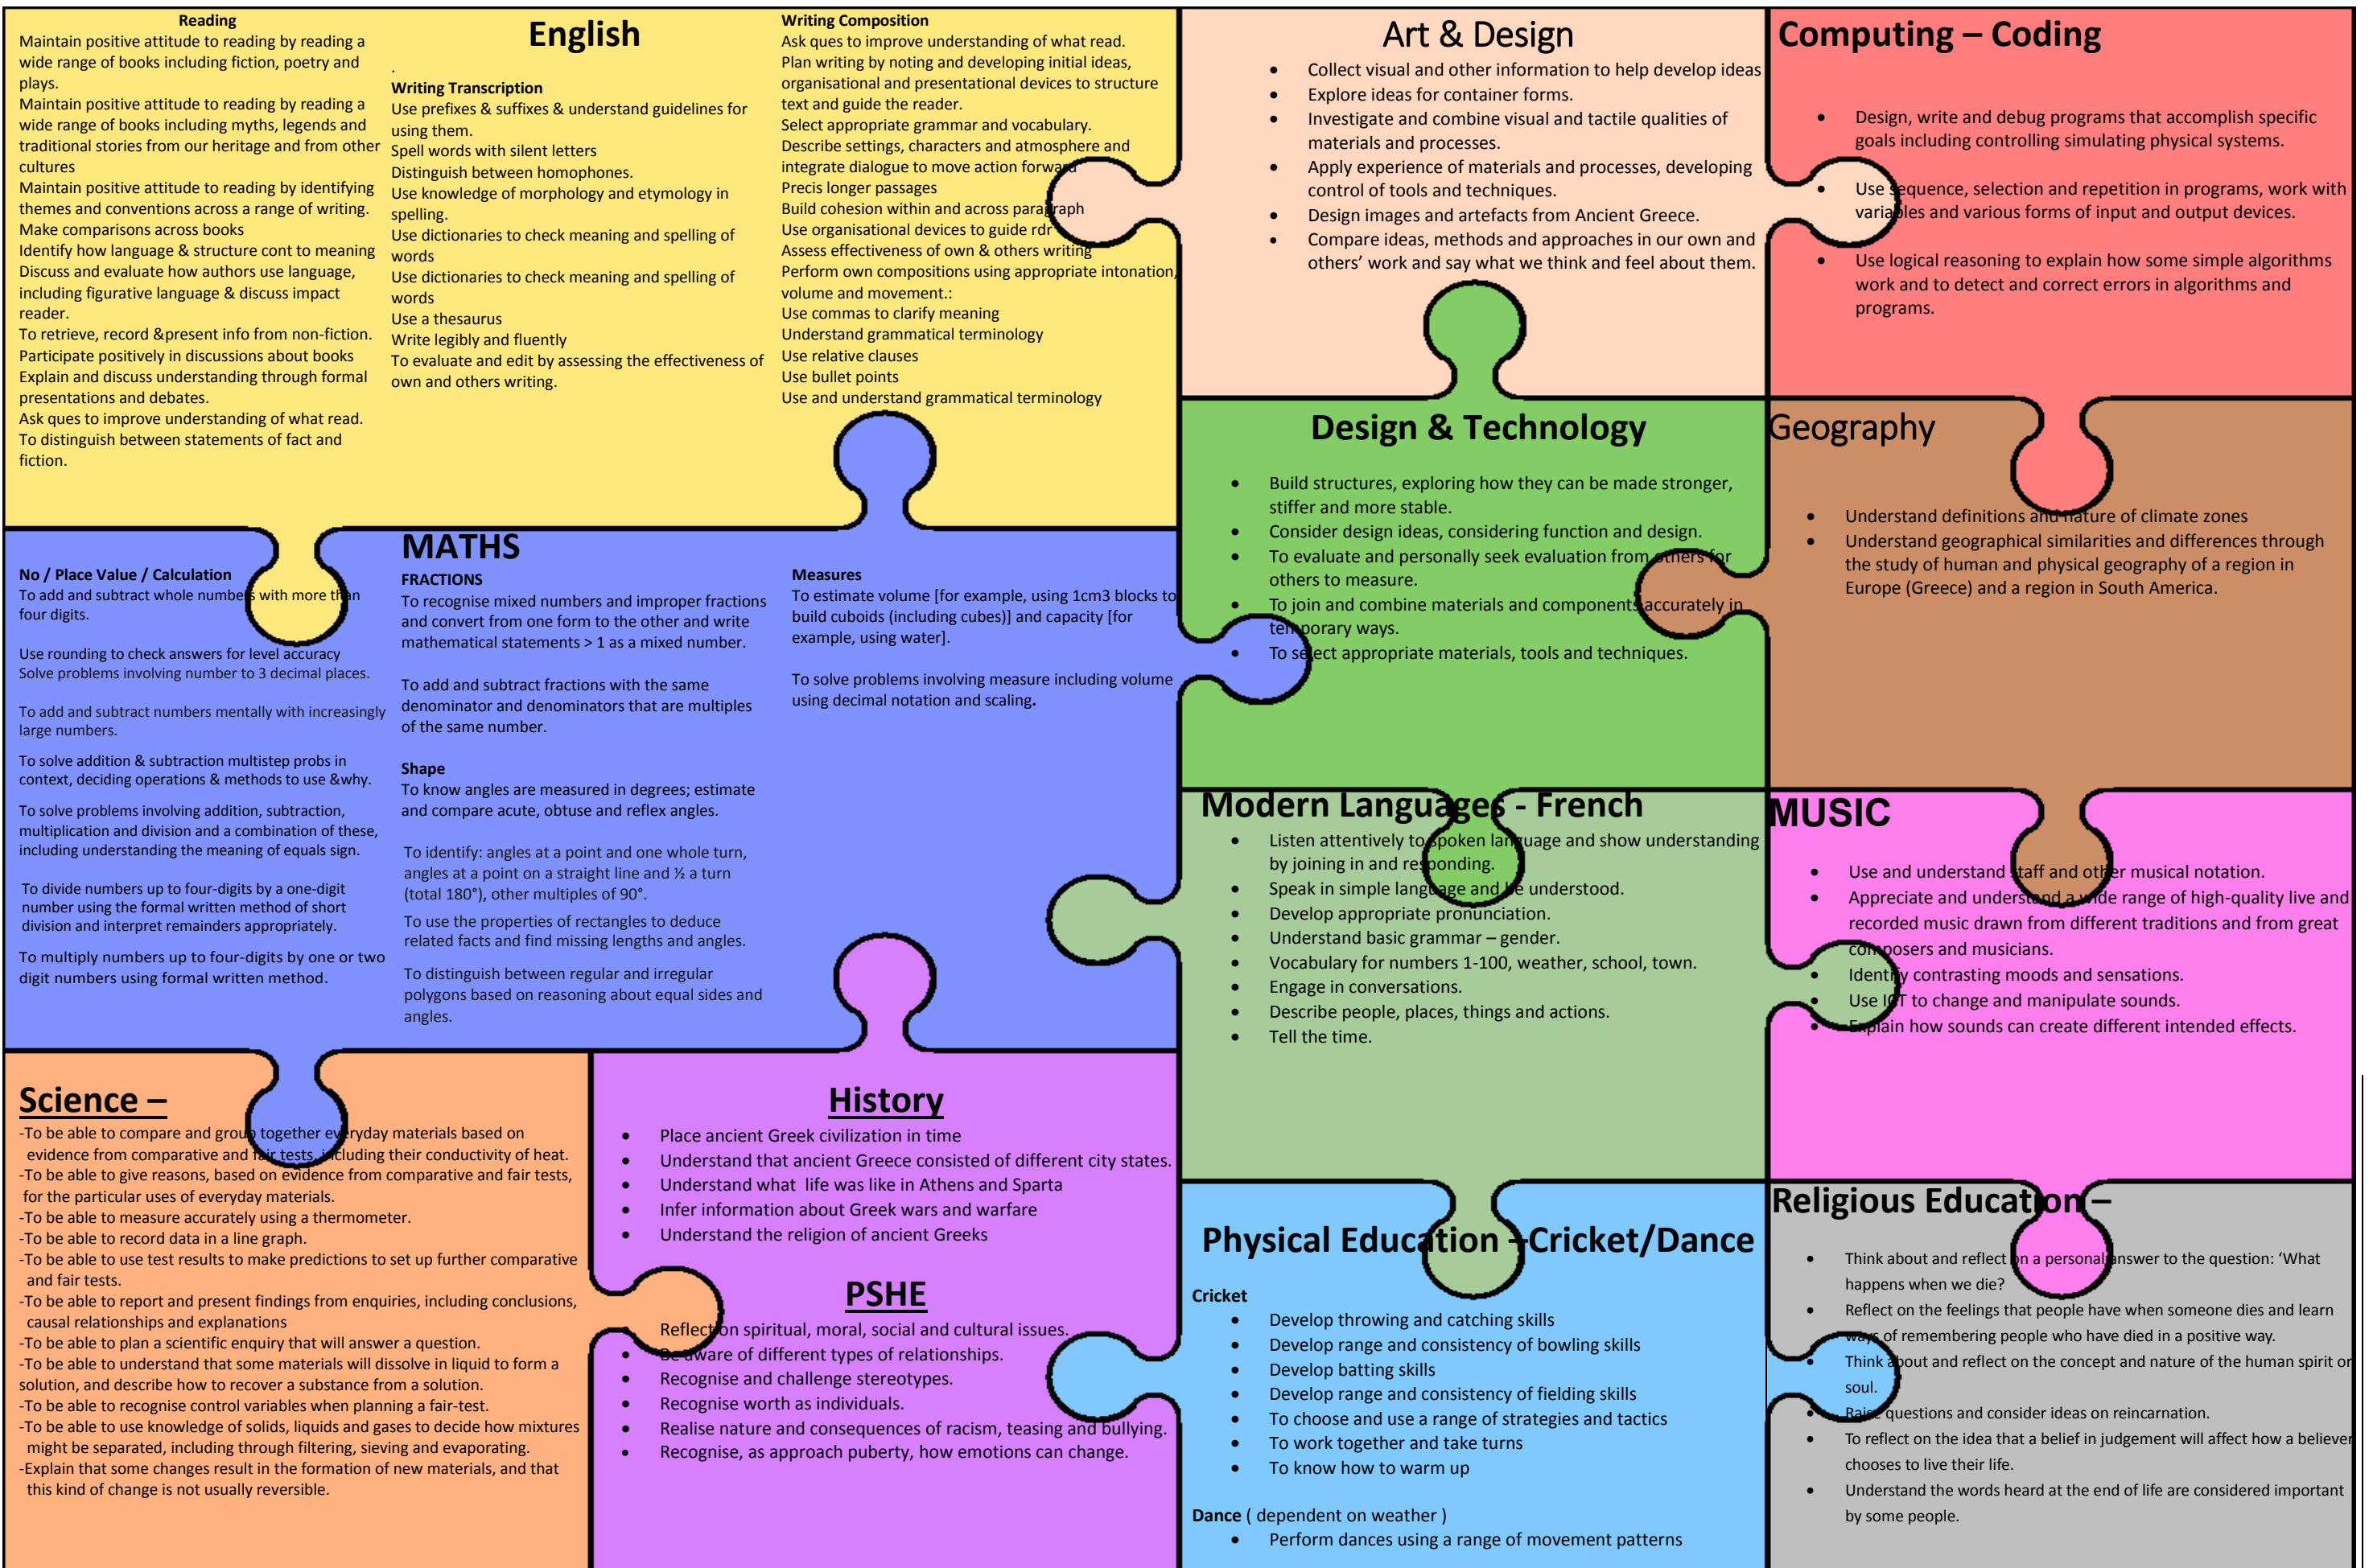 Reading
Maintain positive attitude to reading by reading a
wide range of books including fiction, poetry and
plays.
Maintain positive attitude to reading by reading a
wide range of books including myths, legends and
traditional stories from our heritage and from other
cultures
Maintain positive attitude to reading by identifying
themes and conventions across a range of writing.
Make comparisons across books
Identify how language & structure cont to meaning
Discuss and evaluate how authors use language,
including figurative language & discuss impact
reader.
To retrieve, record &present info from non-fiction.
Participate positively in discussions about books
Explain and discuss understanding through formal
presentations and debates.
Ask ques to improve understanding of what read.
To distinguish between statements of fact and
fiction.
English
.
Writing Transcription
Use prefixes & suffixes & understand guidelines for
using them.
Spell words with silent letters
Distinguish between homophones.
Use knowledge of morphology and etymology in
spelling.
Use dictionaries to check meaning and spelling of
words
Use dictionaries to check meaning and spelling of
words
Use a thesaurus
Write legibly and fluently
To evaluate and edit by assessing the effectiveness of
own and others writing.
Writing Composition
Ask ques to improve understanding of what read.
Plan writing by noting and developing initial ideas,
organisational and presentational devices to structure
text and guide the reader.
Select appropriate grammar and vocabulary.
Describe settings, characters and atmosphere and
integrate dialogue to move action forward
Precis longer passages
Build cohesion within and across paragraph
Use organisational devices to guide rdr
Assess effectiveness of own & others writing
Perform own compositions using appropriate intonation,
volume and movement.:
Use commas to clarify meaning
Understand grammatical terminology
Use relative clauses
Use bullet points
Use and understand grammatical terminology
Art & Design
• Collect visual and other information to help develop ideas
• Explore ideas for container forms.
• Investigate and combine visual and tactile qualities of
materials and processes.
• Apply experience of materials and processes, developing
control of tools and techniques.
• Design images and artefacts from Ancient Greece.
• Compare ideas, methods and approaches in our own and
others’ work and say what we think and feel about them.
Computing – Coding
• Design, write and debug programs that accomplish specific
goals including controlling simulating physical systems.
• Use sequence, selection and repetition in programs, work with
variables and various forms of input and output devices.
• Use logical reasoning to explain how some simple algorithms
work and to detect and correct errors in algorithms and
programs.
Design & Technology
• Build structures, exploring how they can be made stronger,
stiffer and more stable.
• Consider design ideas, considering function and design.
• To evaluate and personally seek evaluation from others for
others to measure.
• To join and combine materials and components accurately in
temporary ways.
• To select appropriate materials, tools and techniques.
Geography
• Understand definitions and nature of climate zones
• Understand geographical similarities and differences through
the study of human and physical geography of a region in
Europe (Greece) and a region in South America.
MATHS
No / Place Value / Calculation
To add and subtract whole numbers with more than
four digits.
Use rounding to check answers for level accuracy
Solve problems involving number to 3 decimal places.
To add and subtract numbers mentally with increasingly
large numbers.
To solve addition & subtraction multistep probs in
context, deciding operations & methods to use &why.
To solve problems involving addition, subtraction,
multiplication and division and a combination of these,
including understanding the meaning of equals sign.
To divide numbers up to four-digits by a one-digit
number using the formal written method of short
division and interpret remainders appropriately.
To multiply numbers up to four-digits by one or two
digit numbers using formal written method.
FRACTIONS
To recognise mixed numbers and improper fractions
and convert from one form to the other and write
mathematical statements > 1 as a mixed number.
To add and subtract fractions with the same
denominator and denominators that are multiples
of the same number.
Shape
To know angles are measured in degrees; estimate
and compare acute, obtuse and reflex angles.
To identify: angles at a point and one whole turn,
angles at a point on a straight line and ½ a turn
(total 180°), other multiples of 90°.
To use the properties of rectangles to deduce
related facts and find missing lengths and angles.
To distinguish between regular and irregular
polygons based on reasoning about equal sides and
angles.
Measures
To estimate volume [for example, using 1cm3 blocks to
build cuboids (including cubes)] and capacity [for
example, using water].
To solve problems involving measure including volume
using decimal notation and scaling.
Modern Languages - French
• Listen attentively to spoken language and show understanding
by joining in and responding.
• Speak in simple language and be understood.
• Develop appropriate pronunciation.
• Understand basic grammar – gender.
• Vocabulary for numbers 1-100, weather, school, town.
• Engage in conversations.
• Describe people, places, things and actions.
• Tell the time.
MUSIC
• Use and understand staff and other musical notation.
• Appreciate and understand a wide range of high-quality live and
recorded music drawn from different traditions and from great
composers and musicians.
• Identify contrasting moods and sensations.
• Use ICT to change and manipulate sounds.
• Explain how sounds can create different intended effects.
Science –
-To be able to compare and group together everyday materials based on
evidence from comparative and fair tests, including their conductivity of heat.
-To be able to give reasons, based on evidence from comparative and fair tests,
for the particular uses of everyday materials.
-To be able to measure accurately using a thermometer.
-To be able to record data in a line graph.
-To be able to use test results to make predictions to set up further comparative
and fair tests.
-To be able to report and present findings from enquiries, including conclusions,
causal relationships and explanations
-To be able to plan a scientific enquiry that will answer a question.
-To be able to understand that some materials will dissolve in liquid to form a
solution, and describe how to recover a substance from a solution.
-To be able to recognise control variables when planning a fair-test.
-To be able to use knowledge of solids, liquids and gases to decide how mixtures
might be separated, including through filtering, sieving and evaporating.
-Explain that some changes result in the formation of new materials, and that
this kind of change is not usually reversible.
History
• Place ancient Greek civilization in time
• Understand that ancient Greece consisted of different city states.
• Understand what life was like in Athens and Sparta
• Infer information about Greek wars and warfare
• Understand the religion of ancient Greeks
PSHE
Reflect on spiritual, moral, social and cultural issues.
• Be aware of different types of relationships.
• Recognise and challenge stereotypes.
• Recognise worth as individuals.
• Realise nature and consequences of racism, teasing and bullying.
• Recognise, as approach puberty, how emotions can change.
Physical Education –Cricket/Dance
Cricket
• Develop throwing and catching skills
• Develop range and consistency of bowling skills
• Develop batting skills
• Develop range and consistency of fielding skills
• To choose and use a range of strategies and tactics
• To work together and take turns
• To know how to warm up
Dance ( dependent on weather )
• Perform dances using a range of movement patterns
Religious Education –
• Think about and reflect on a personal answer to the question: ‘What
happens when we die?
• Reflect on the feelings that people have when someone dies and learn
ways of remembering people who have died in a positive way.
• Think about and reflect on the concept and nature of the human spirit or
soul.
• Raise questions and consider ideas on reincarnation.
• To reflect on the idea that a belief in judgement will affect how a believer
chooses to live their life.
• Understand the words heard at the end of life are considered important
by some people.